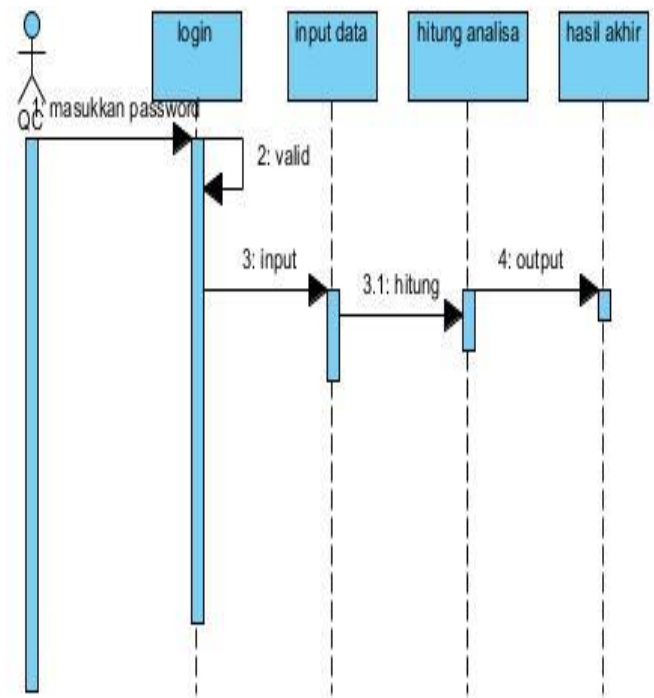 login
input data
hitung analisa
hasil akhir
QC
1: masukkan password
2: valid
3: input
3.1: hitung
4: output